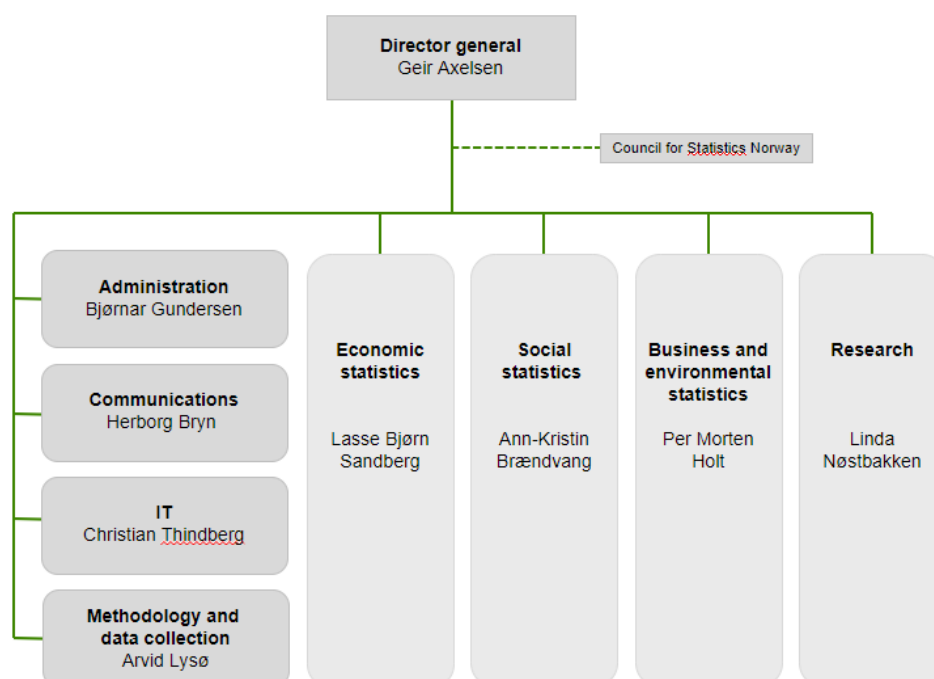 Director general
Geir Axelsen
Council for Statistics Norway
Administration
Bjørnar Gundersen
Communications
Herborg Bryn
IT
Christian Thindberg
Methodology and
data collection
Arvid Lysø
Economic
statistics
Lasse Bjørn
Sandberg
Social
statistics
Ann-Kristin
Brændvang
Business and
environmental
statistics
Per Morten
Holt
Research
Linda
Nøstbakken